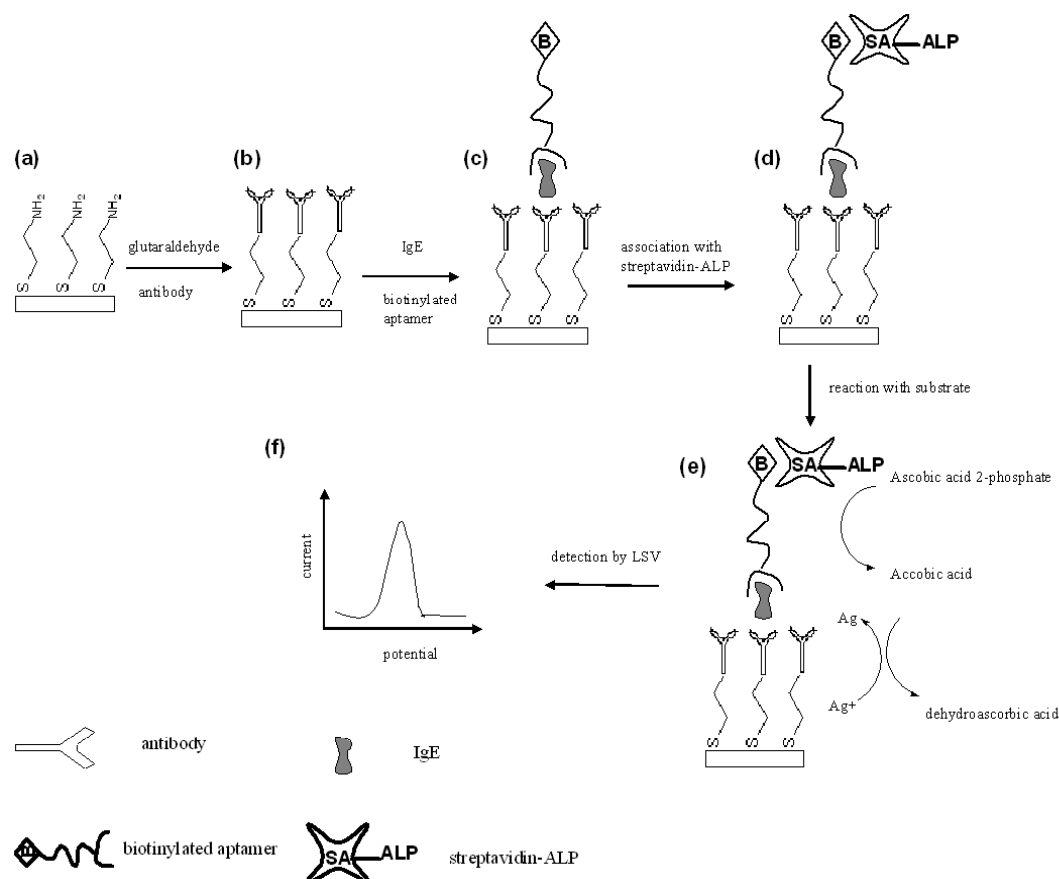 B
B SA ALP
(a)
(b)
(c)
(d)
NH2 NH2 NH2
glutaraldehyde
antibody
IgE
biotinylated
aptamer
association with
streptavidin-ALP
S S S
S S S
S S S
S S S
reaction with substrate
(f)
(e)
B SA ALP
Ascobic acid 2-phosphate
current
detection by LSV
Accobic acid
potential
Ag
Ag+
dehydroascorbic acid
S S S
antibody
IgE
B biotinylated aptamer
SA ALP streptavidin-ALP